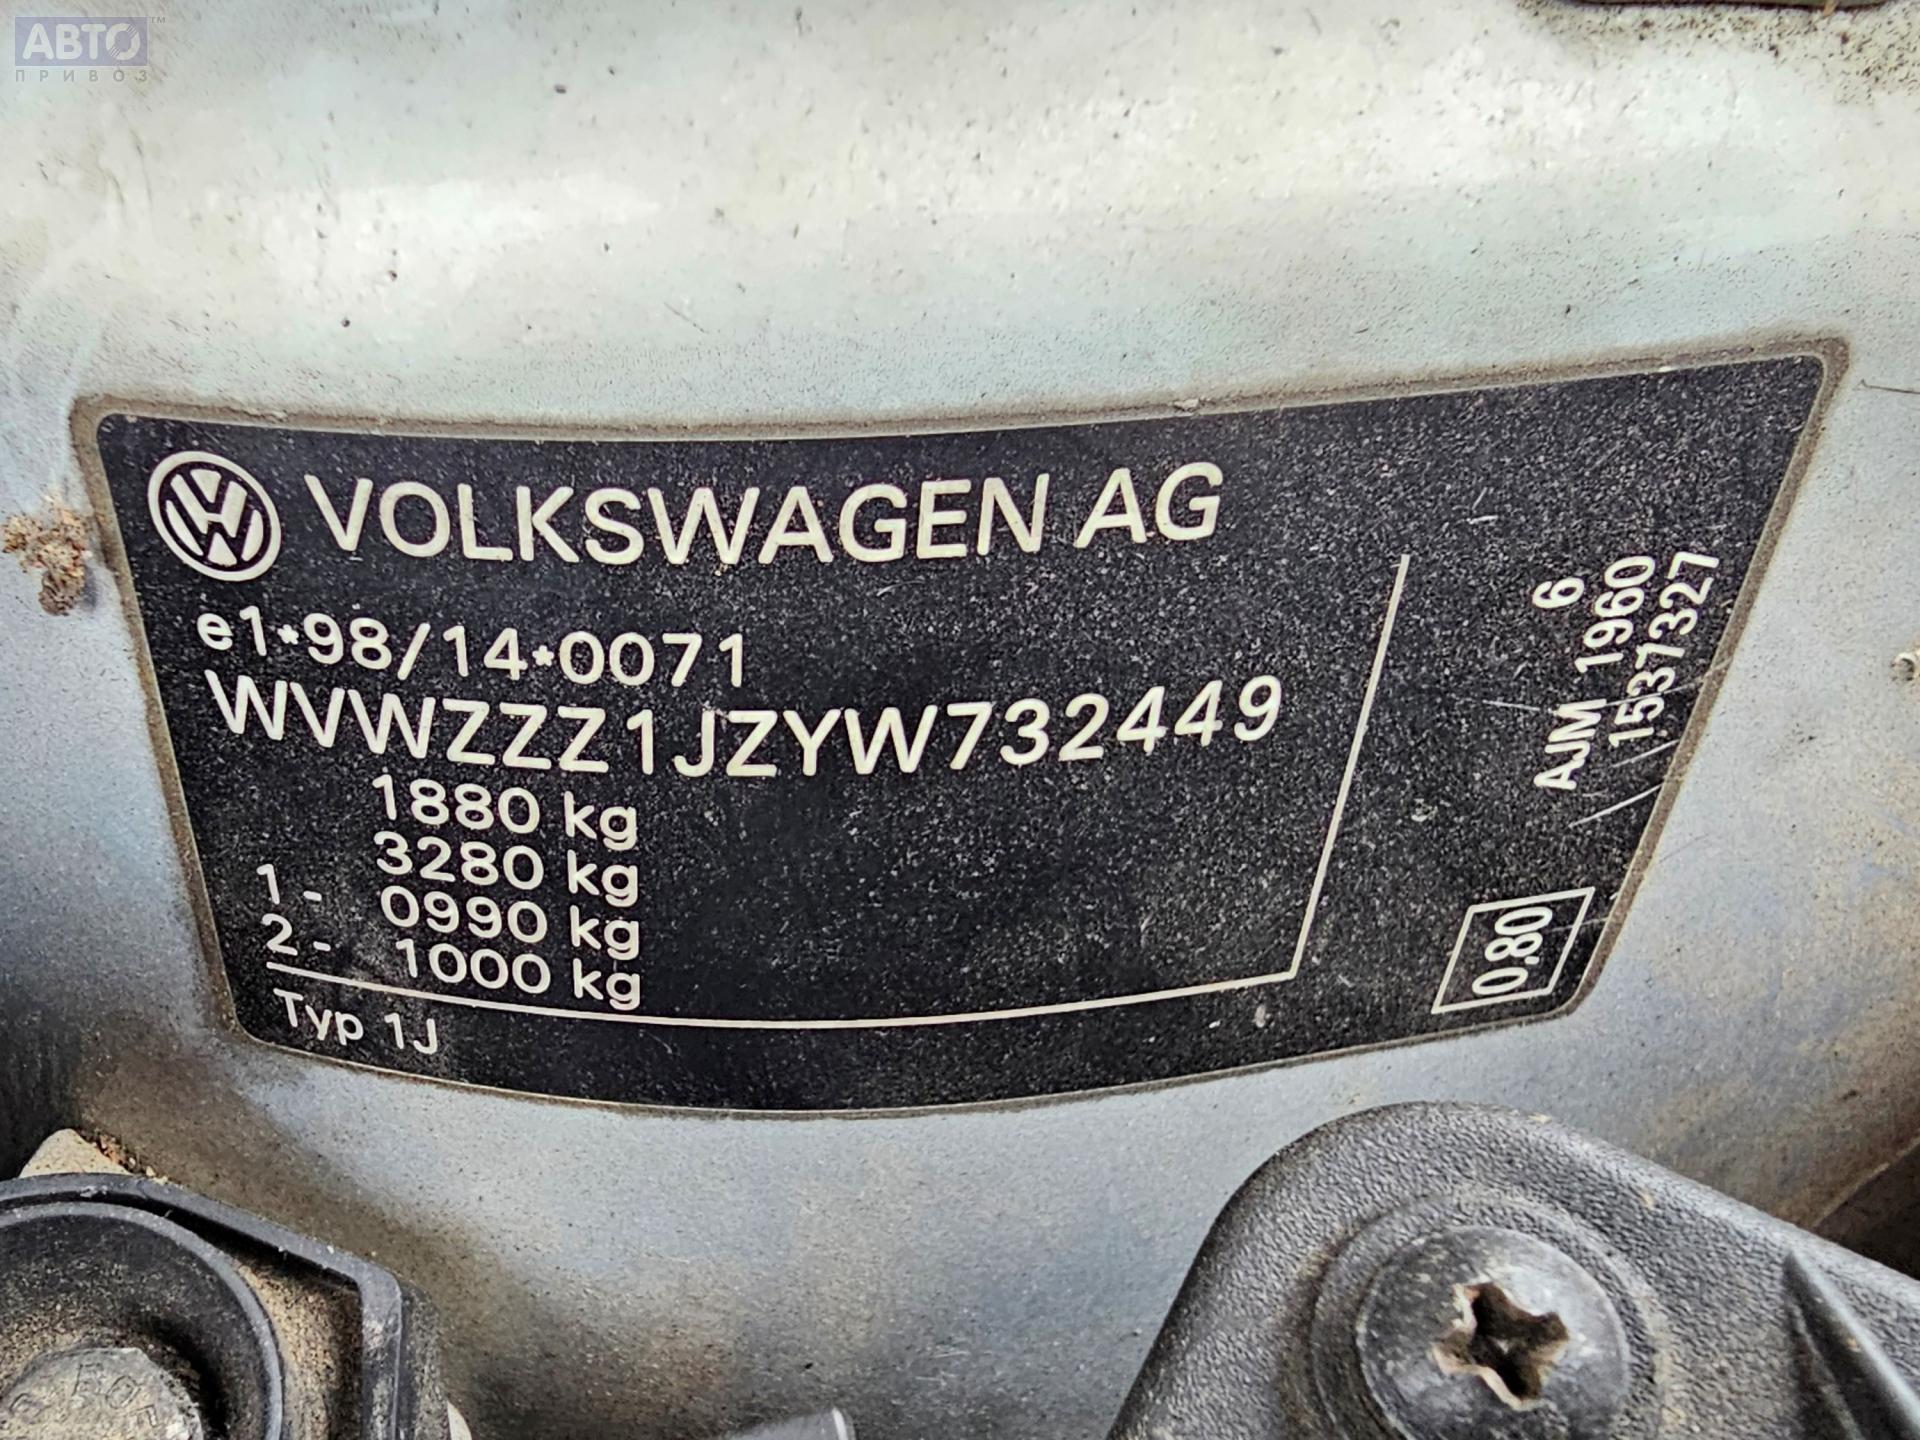 АВТО™
ПРИВОЗ
VOLKSWAGEN AG
e1*98/14*0071
WVWZZZ1JZYW732449
1880 kg
3280 kg
1- 0990 kg
2- 1000 kg
Typ 1J
6
AJM 1960
1537327
0.80